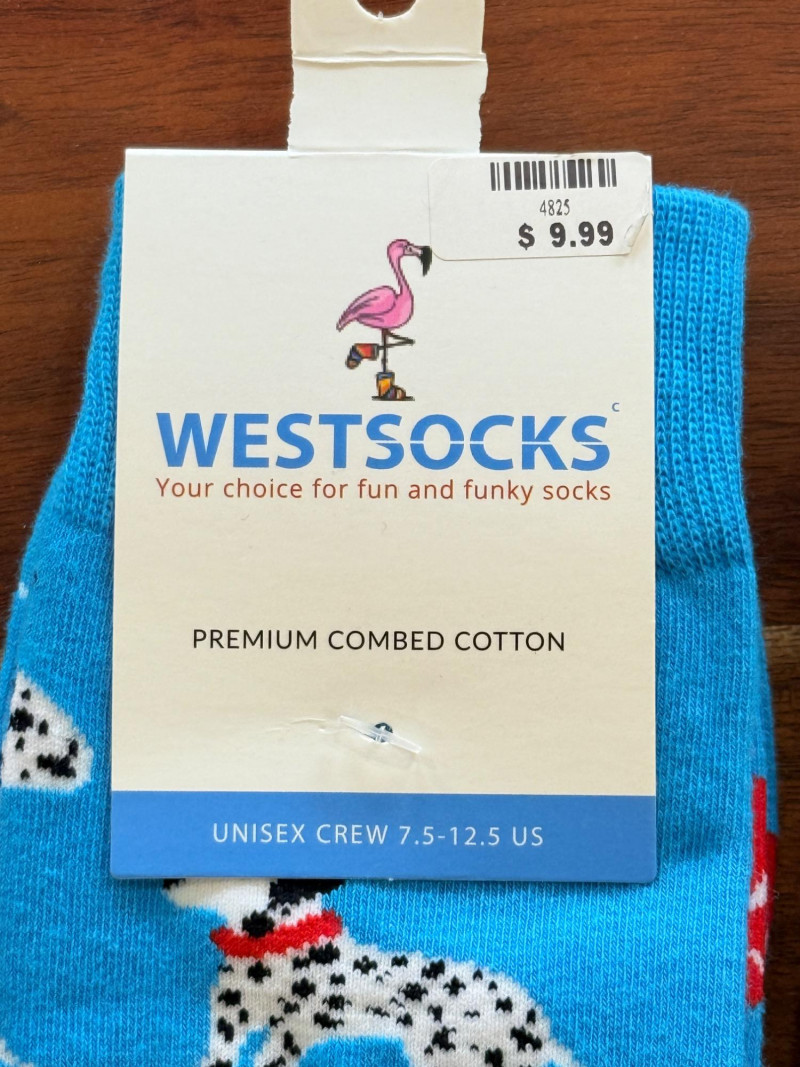 4825
$ 9.99
WESTSOCKS c
Your choice for fun and funky socks
PREMIUM COMBED COTTON
UNISEX CREW 7.5-12.5 US